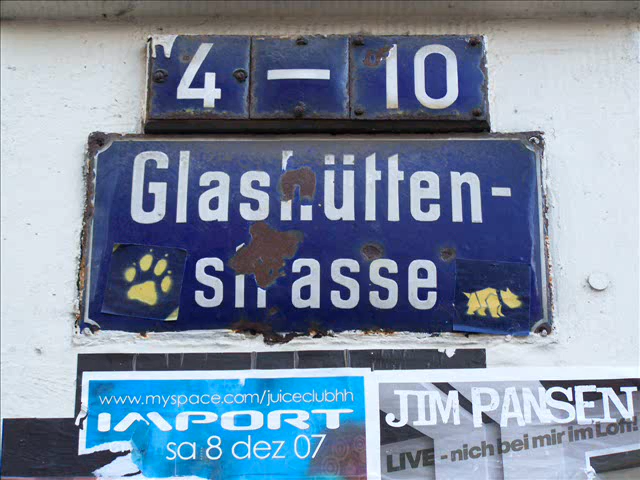 4 – 10
Glashütten-
strasse
www.myspace.com/juiceclubhh
IMPORT
sa 8 dez 07
JIM PANSEN
LIVE - nich bei mir im Loft!